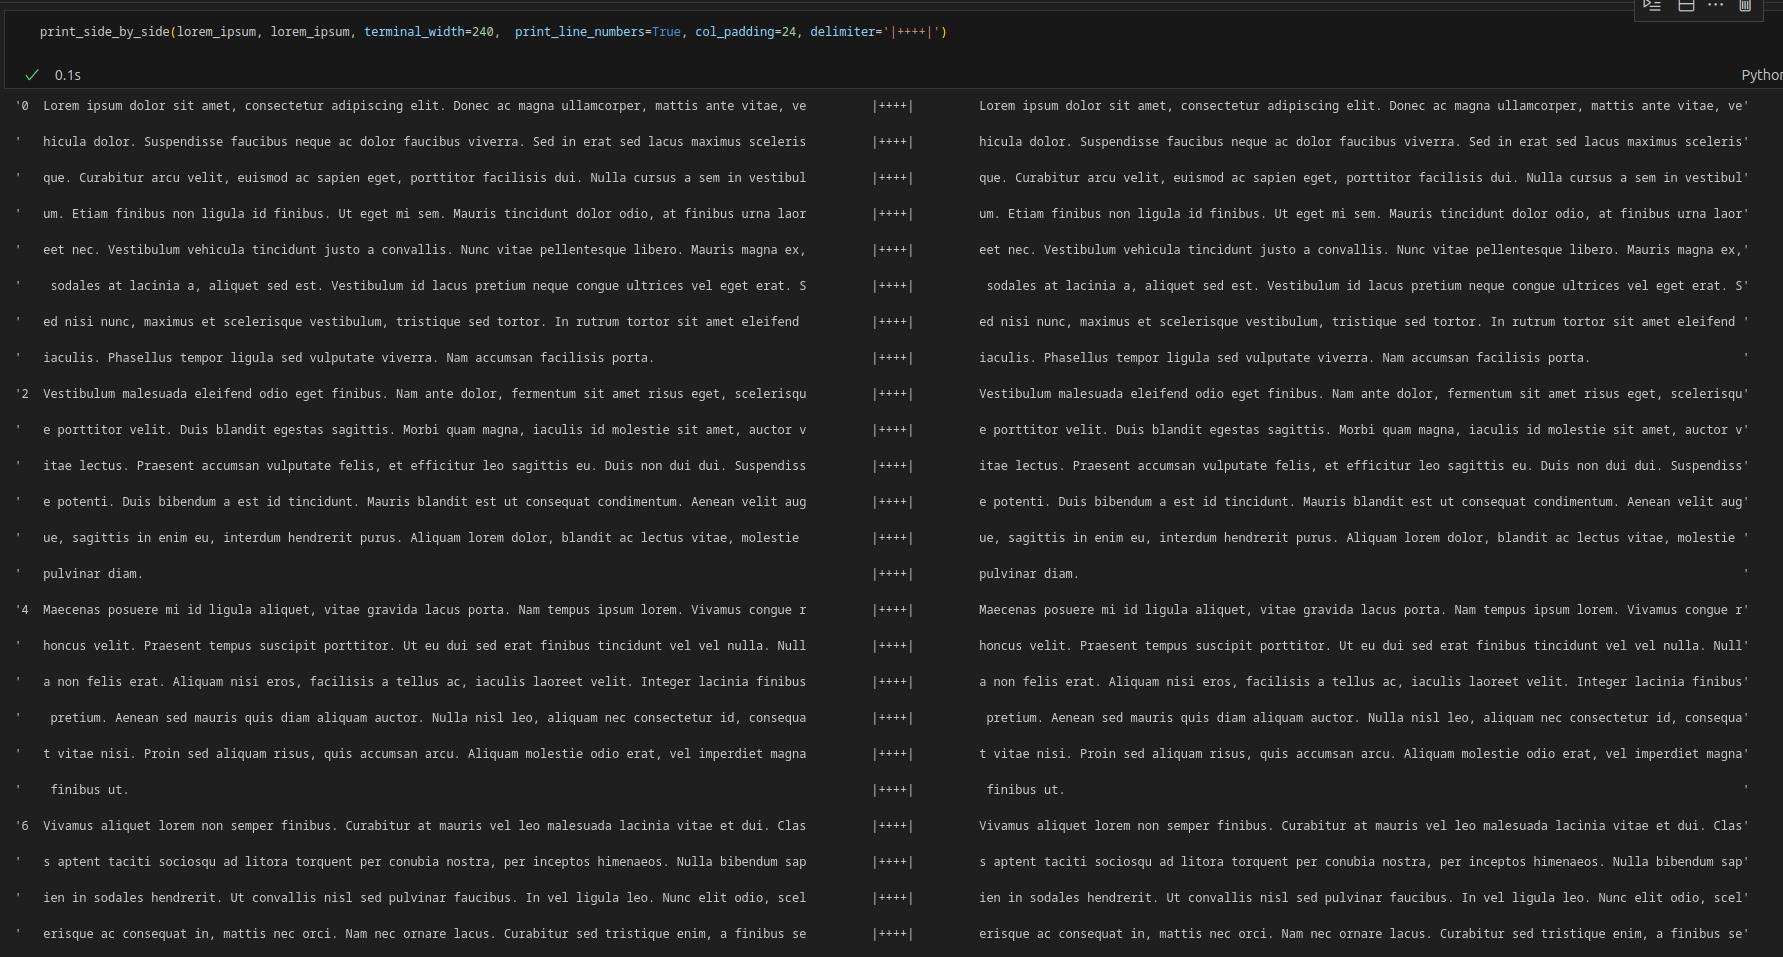 print_side_by_side(lorem_ipsum, lorem_ipsum, terminal_width=240,  print_line_numbers=True, col_padding=24, delimiter='|++++|')
0.1s
Python
'0  Lorem ipsum dolor sit amet, consectetur adipiscing elit. Donec ac magna ullamcorper, mattis ante vitae, ve         |++++|         Lorem ipsum dolor sit amet, consectetur adipiscing elit. Donec ac magna ullamcorper, mattis ante vitae, ve'
'   hicula dolor. Suspendisse faucibus neque ac dolor faucibus viverra. Sed in erat sed lacus maximus sceleris         |++++|         hicula dolor. Suspendisse faucibus neque ac dolor faucibus viverra. Sed in erat sed lacus maximus sceleris'
'   que. Curabitur arcu velit, euismod ac sapien eget, porttitor facilisis dui. Nulla cursus a sem in vestibul         |++++|         que. Curabitur arcu velit, euismod ac sapien eget, porttitor facilisis dui. Nulla cursus a sem in vestibul'
'   um. Etiam finibus non ligula id finibus. Ut eget mi sem. Mauris tincidunt dolor odio, at finibus urna laor         |++++|         um. Etiam finibus non ligula id finibus. Ut eget mi sem. Mauris tincidunt dolor odio, at finibus urna laor'
'   eet nec. Vestibulum vehicula tincidunt justo a convallis. Nunc vitae pellentesque libero. Mauris magna ex,         |++++|         eet nec. Vestibulum vehicula tincidunt justo a convallis. Nunc vitae pellentesque libero. Mauris magna ex,'
'    sodales at lacinia a, aliquet sed est. Vestibulum id lacus pretium neque congue ultrices vel eget erat. S         |++++|          sodales at lacinia a, aliquet sed est. Vestibulum id lacus pretium neque congue ultrices vel eget erat. S'
'   ed nisi nunc, maximus et scelerisque vestibulum, tristique sed tortor. In rutrum tortor sit amet eleifend          |++++|         ed nisi nunc, maximus et scelerisque vestibulum, tristique sed tortor. In rutrum tortor sit amet eleifend '
'   iaculis. Phasellus tempor ligula sed vulputate viverra. Nam accumsan facilisis porta.                              |++++|         iaculis. Phasellus tempor ligula sed vulputate viverra. Nam accumsan facilisis porta.                     '
'2  Vestibulum malesuada eleifend odio eget finibus. Nam ante dolor, fermentum sit amet risus eget, scelerisqu         |++++|         Vestibulum malesuada eleifend odio eget finibus. Nam ante dolor, fermentum sit amet risus eget, scelerisqu'
'   e porttitor velit. Duis blandit egestas sagittis. Morbi quam magna, iaculis id molestie sit amet, auctor v         |++++|         e porttitor velit. Duis blandit egestas sagittis. Morbi quam magna, iaculis id molestie sit amet, auctor v'
'   itae lectus. Praesent accumsan vulputate felis, et efficitur leo sagittis eu. Duis non dui dui. Suspendiss         |++++|         itae lectus. Praesent accumsan vulputate felis, et efficitur leo sagittis eu. Duis non dui dui. Suspendiss'
'   e potenti. Duis bibendum a est id tincidunt. Mauris blandit est ut consequat condimentum. Aenean velit aug         |++++|         e potenti. Duis bibendum a est id tincidunt. Mauris blandit est ut consequat condimentum. Aenean velit aug'
'   ue, sagittis in enim eu, interdum hendrerit purus. Aliquam lorem dolor, blandit ac lectus vitae, molestie          |++++|         ue, sagittis in enim eu, interdum hendrerit purus. Aliquam lorem dolor, blandit ac lectus vitae, molestie '
'   pulvinar diam.                                                                                                     |++++|         pulvinar diam.                                                                                            '
'4  Maecenas posuere mi id ligula aliquet, vitae gravida lacus porta. Nam tempus ipsum lorem. Vivamus congue r         |++++|         Maecenas posuere mi id ligula aliquet, vitae gravida lacus porta. Nam tempus ipsum lorem. Vivamus congue r'
'   honcus velit. Praesent tempus suscipit porttitor. Ut eu dui sed erat finibus tincidunt vel vel nulla. Null         |++++|         honcus velit. Praesent tempus suscipit porttitor. Ut eu dui sed erat finibus tincidunt vel vel nulla. Null'
'   a non felis erat. Aliquam nisi eros, facilisis a tellus ac, iaculis laoreet velit. Integer lacinia finibus         |++++|         a non felis erat. Aliquam nisi eros, facilisis a tellus ac, iaculis laoreet velit. Integer lacinia finibus'
'    pretium. Aenean sed mauris quis diam aliquam auctor. Nulla nisl leo, aliquam nec consectetur id, consequa         |++++|          pretium. Aenean sed mauris quis diam aliquam auctor. Nulla nisl leo, aliquam nec consectetur id, consequa'
'   t vitae nisi. Proin sed aliquam risus, quis accumsan arcu. Aliquam molestie odio erat, vel imperdiet magna         |++++|         t vitae nisi. Proin sed aliquam risus, quis accumsan arcu. Aliquam molestie odio erat, vel imperdiet magna'
'    finibus ut.                                                                                                       |++++|          finibus ut.                                                                                              '
'6  Vivamus aliquet lorem non semper finibus. Curabitur at mauris vel leo malesuada lacinia vitae et dui. Clas         |++++|         Vivamus aliquet lorem non semper finibus. Curabitur at mauris vel leo malesuada lacinia vitae et dui. Clas'
'   s aptent taciti sociosqu ad litora torquent per conubia nostra, per inceptos himenaeos. Nulla bibendum sap         |++++|         s aptent taciti sociosqu ad litora torquent per conubia nostra, per inceptos himenaeos. Nulla bibendum sap'
'   ien in sodales hendrerit. Ut convallis nisl sed pulvinar faucibus. In vel ligula leo. Nunc elit odio, scel         |++++|         ien in sodales hendrerit. Ut convallis nisl sed pulvinar faucibus. In vel ligula leo. Nunc elit odio, scel'
'   erisque ac consequat in, mattis nec orci. Nam nec ornare lacus. Curabitur sed tristique enim, a finibus se         |++++|         erisque ac consequat in, mattis nec orci. Nam nec ornare lacus. Curabitur sed tristique enim, a finibus se'